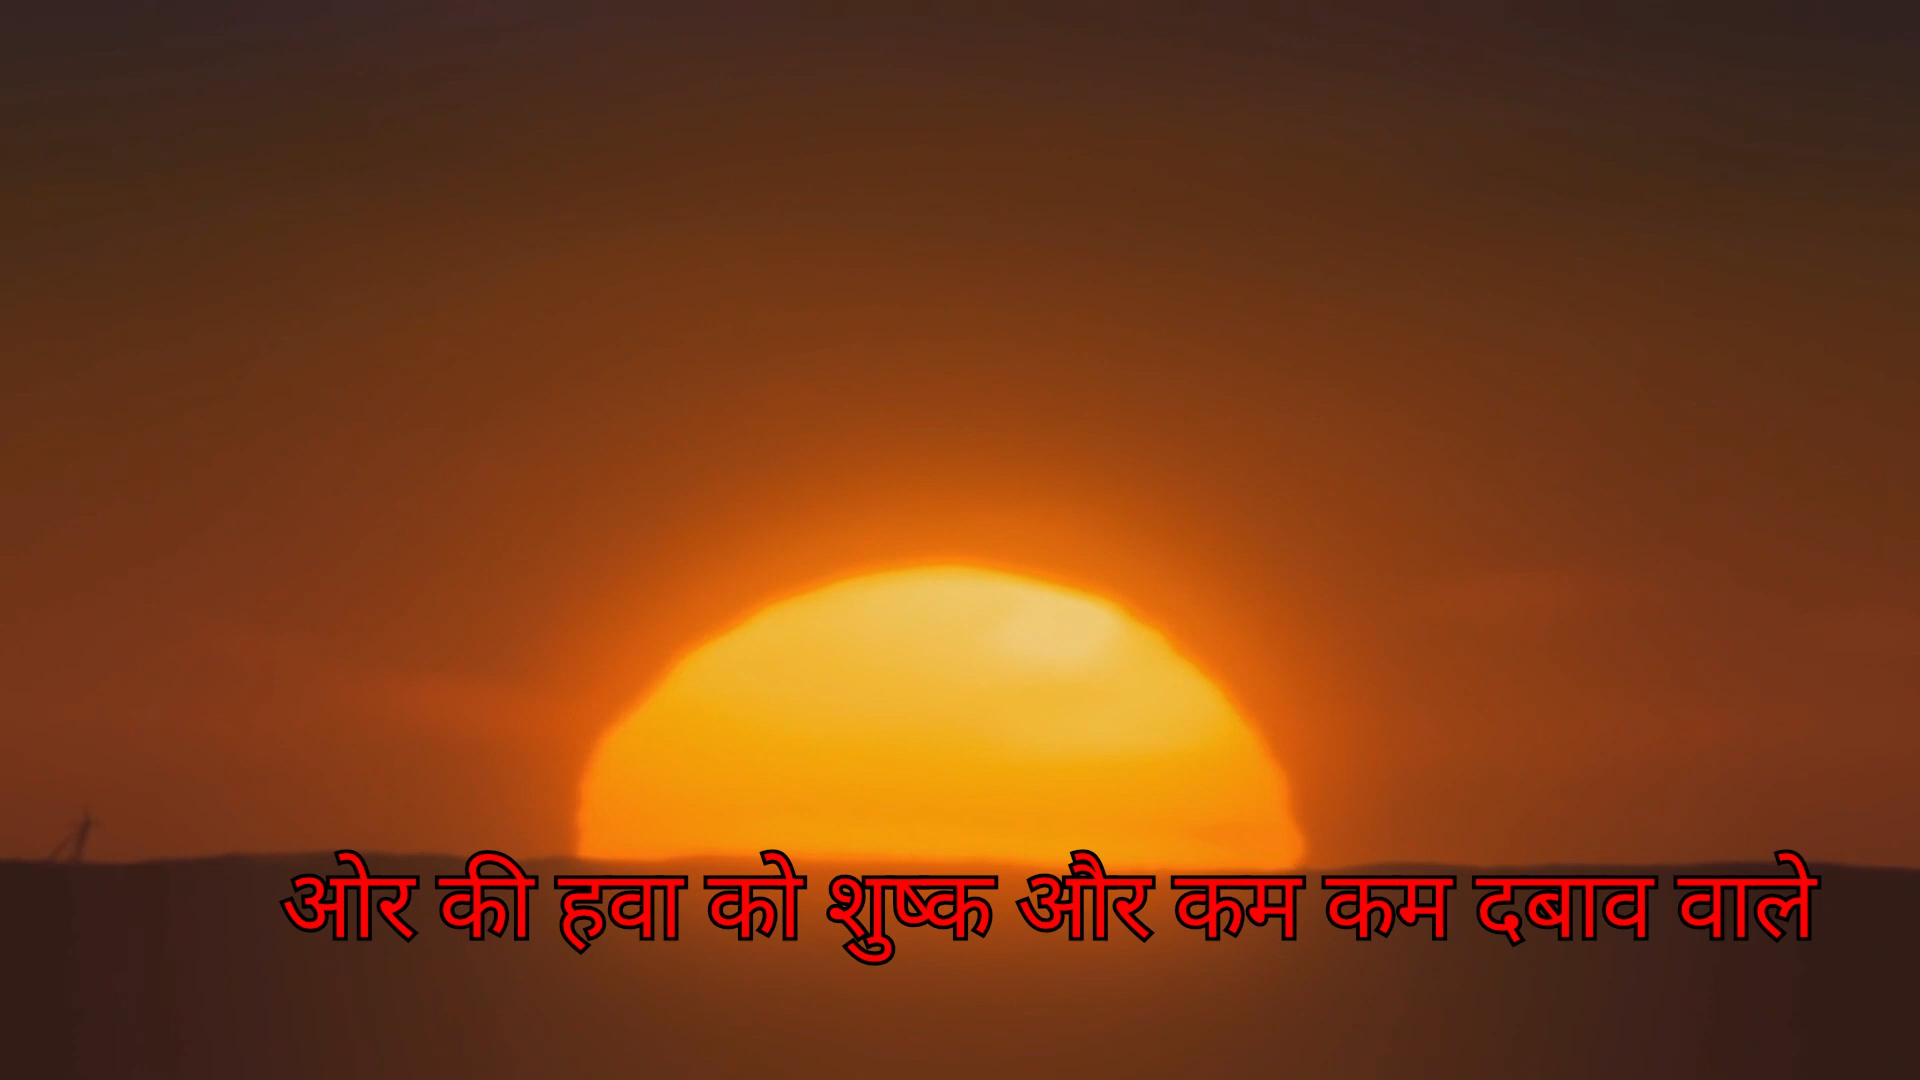 ओर की हवा को शुष्क और कम कम दबाव वाले